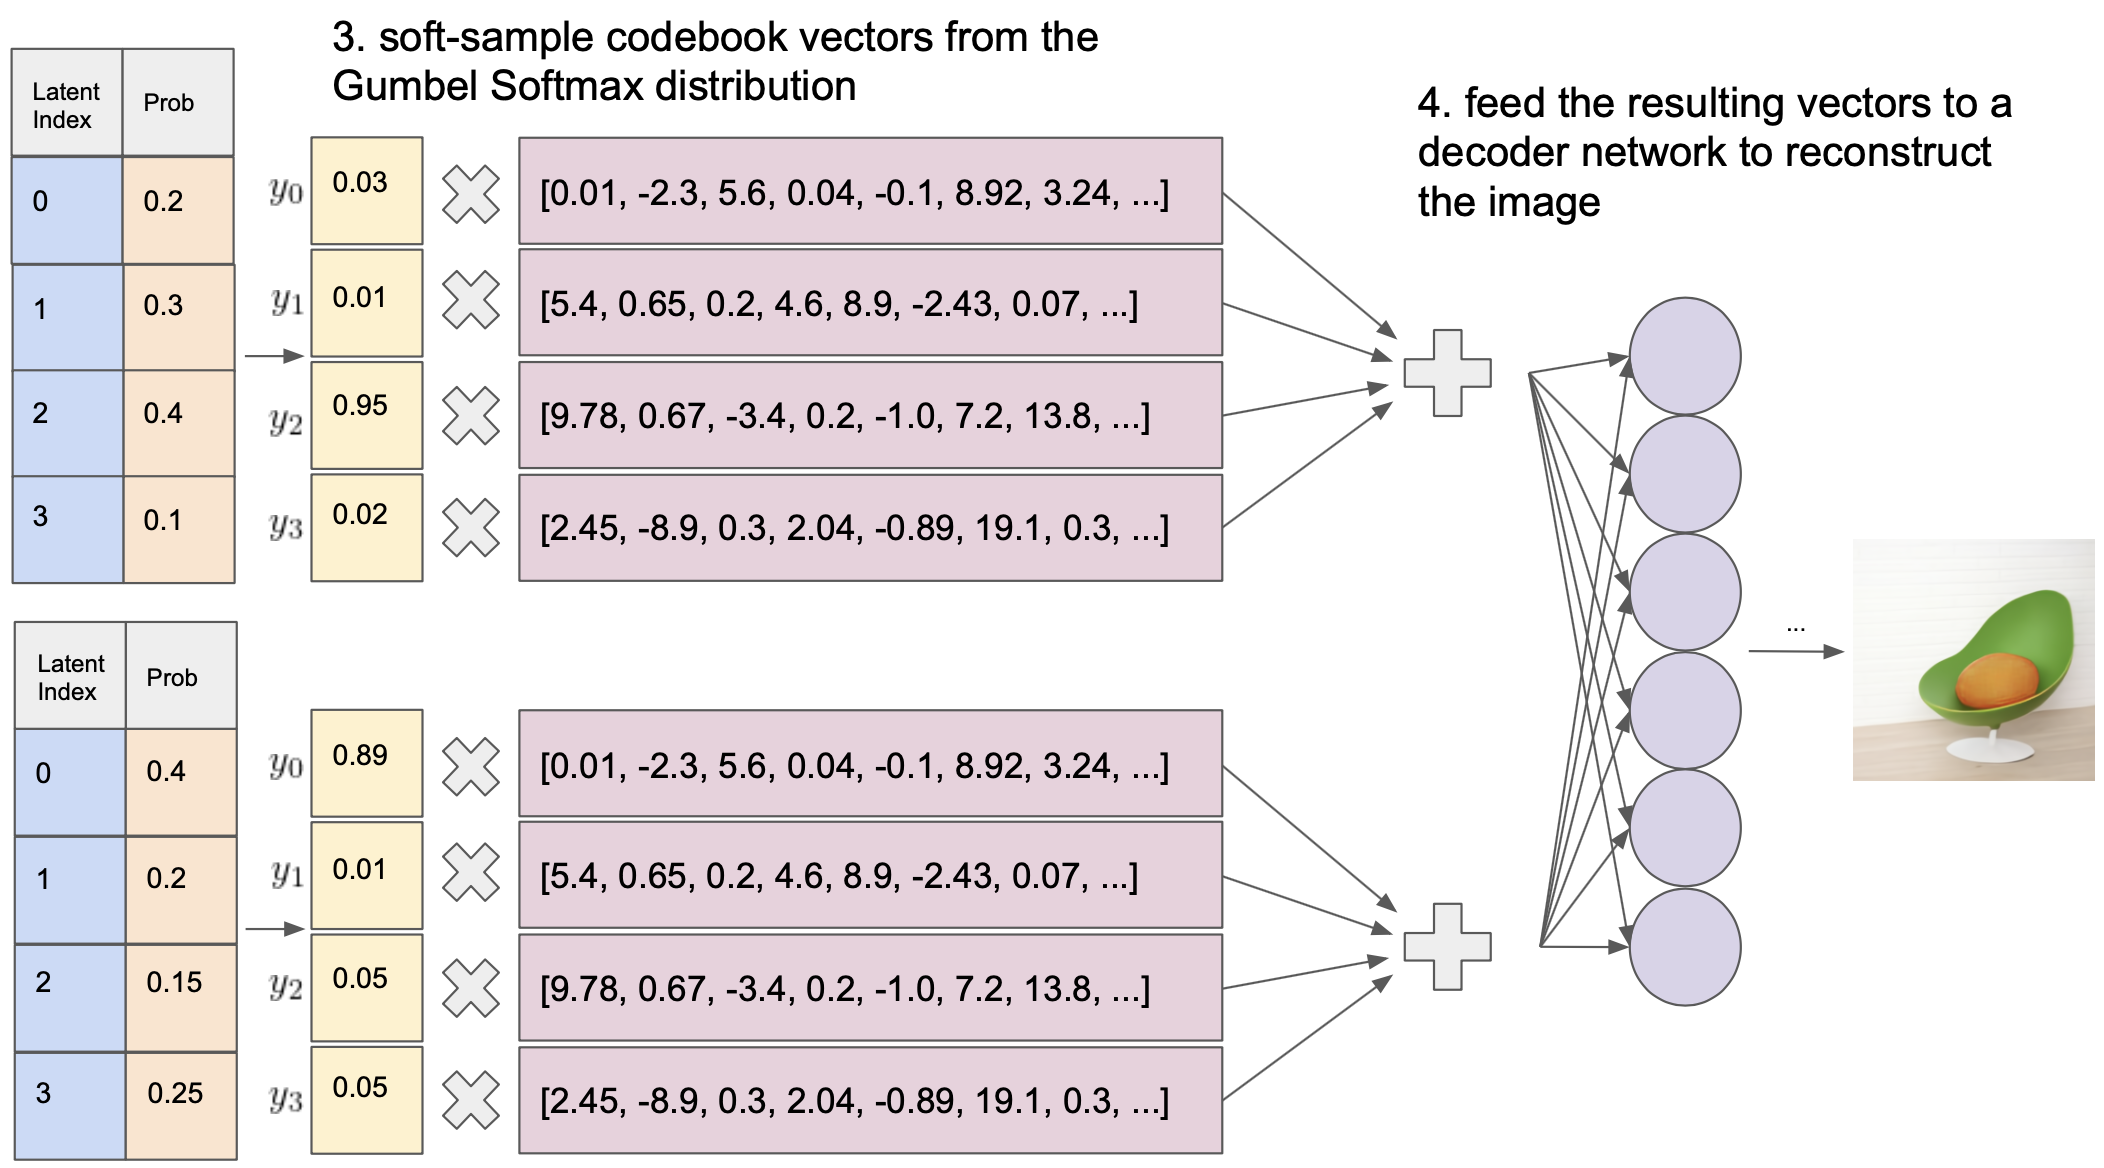 3. soft-sample codebook vectors from the
Gumbel Softmax distribution
4. feed the resulting vectors to a
decoder network to reconstruct
the image
Latent
Index
Prob
0 0.2
1 0.3
2 0.4
3 0.1
y0 0.03 [0.01, -2.3, 5.6, 0.04, -0.1, 8.92, 3.24, ...]
y1 0.01 [5.4, 0.65, 0.2, 4.6, 8.9, -2.43, 0.07, ...]
y2 0.95 [9.78, 0.67, -3.4, 0.2, -1.0, 7.2, 13.8, ...]
y3 0.02 [2.45, -8.9, 0.3, 2.04, -0.89, 19.1, 0.3, ...]
...
Latent
Index
Prob
0 0.4
1 0.2
2 0.15
3 0.25
y0 0.89 [0.01, -2.3, 5.6, 0.04, -0.1, 8.92, 3.24, ...]
y1 0.01 [5.4, 0.65, 0.2, 4.6, 8.9, -2.43, 0.07, ...]
y2 0.05 [9.78, 0.67, -3.4, 0.2, -1.0, 7.2, 13.8, ...]
y3 0.05 [2.45, -8.9, 0.3, 2.04, -0.89, 19.1, 0.3, ...]